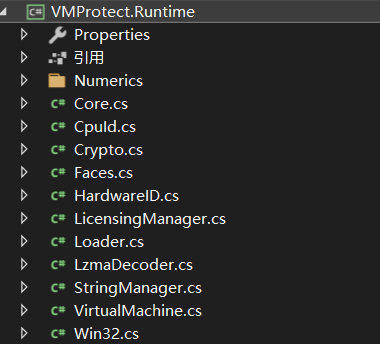 C# VMProtect.Runtime
Properties
引用
Numerics
C# Core.cs
C# CpuId.cs
C# Crypto.cs
C# Faces.cs
C# HardwareID.cs
C# LicensingManager.cs
C# Loader.cs
C# LzmaDecoder.cs
C# StringManager.cs
C# VirtualMachine.cs
C# Win32.cs